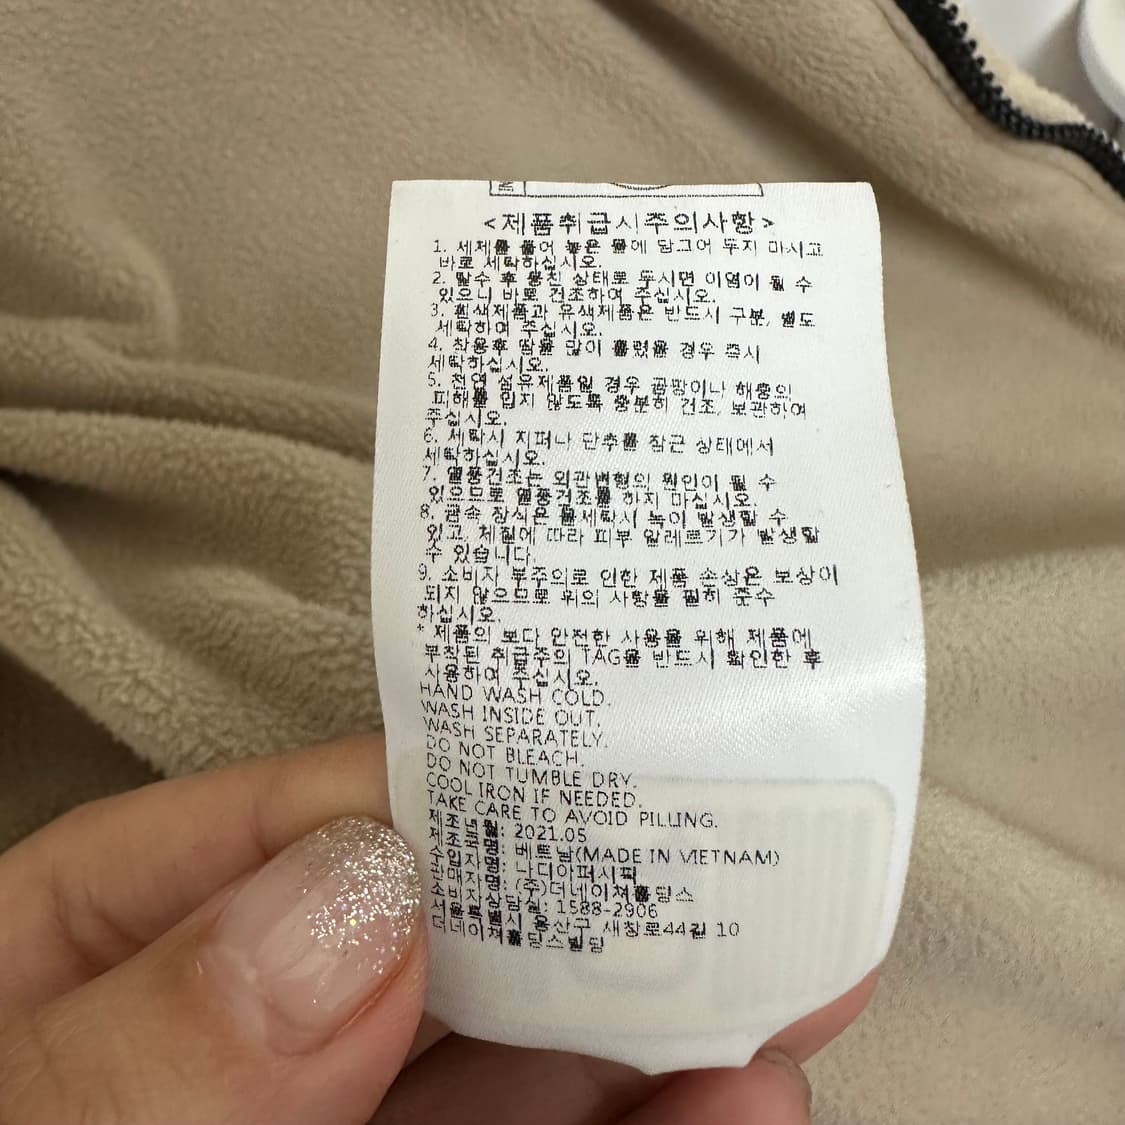 <제품취급시주의사항>
1. 세제를 풀어 놓은 물에 담그어 두지 마시고
바로 세탁하십시오.
2. 탈수 후 뭉친 상태로 두시면 이염이 될 수
있으니 바로 건조하여 주십시오.
3. 흰색제품과 유색제품은 반드시 구분, 별도
세탁하여 주십시오.
4. 착용후 땀을 많이 흘렸을 경우 즉시
세탁하십시오.
5. 천연 섬유제품일 경우 곰팡이나 해충의
피해를 입지 않도록 충분히 건조, 보관하여
주십시오.
6. 세탁시 지퍼나 단추를 잠근 상태에서
세탁하십시오.
7. 열풍건조는 외관변형의 원인이 될 수
있으므로 열풍건조를 하지 마십시오.
8. 금속 장식은 물세탁시 녹이 발생할 수
있고, 체질에 따라 피부 알레르기가 발생할
수 있습니다.
9. 소비자 부주의로 인한 제품 손상은 보상이
되지 않으므로 위의 사항을 필히 준수
하십시오.
* 제품의 보다 안전한 사용을 위해 제품에
부착된 취급주의 TAG를 반드시 확인한 후
사용하여 주십시오.
HAND WASH COLD.
WASH INSIDE OUT.
WASH SEPARATELY.
DO NOT BLEACH.
DO NOT TUMBLE DRY.
COOL IRON IF NEEDED.
TAKE CARE TO AVOID PILLING.
제조년월: 2021.05
제조국명: 베트남(MADE IN VIETNAM)
수입자명: 나디아퍼시픽
판매자명: (주)더네이쳐홀딩스
소비자상담실: 1588-2906
서울특별시 용산구 새창로44길 10
더네이쳐홀딩스빌딩